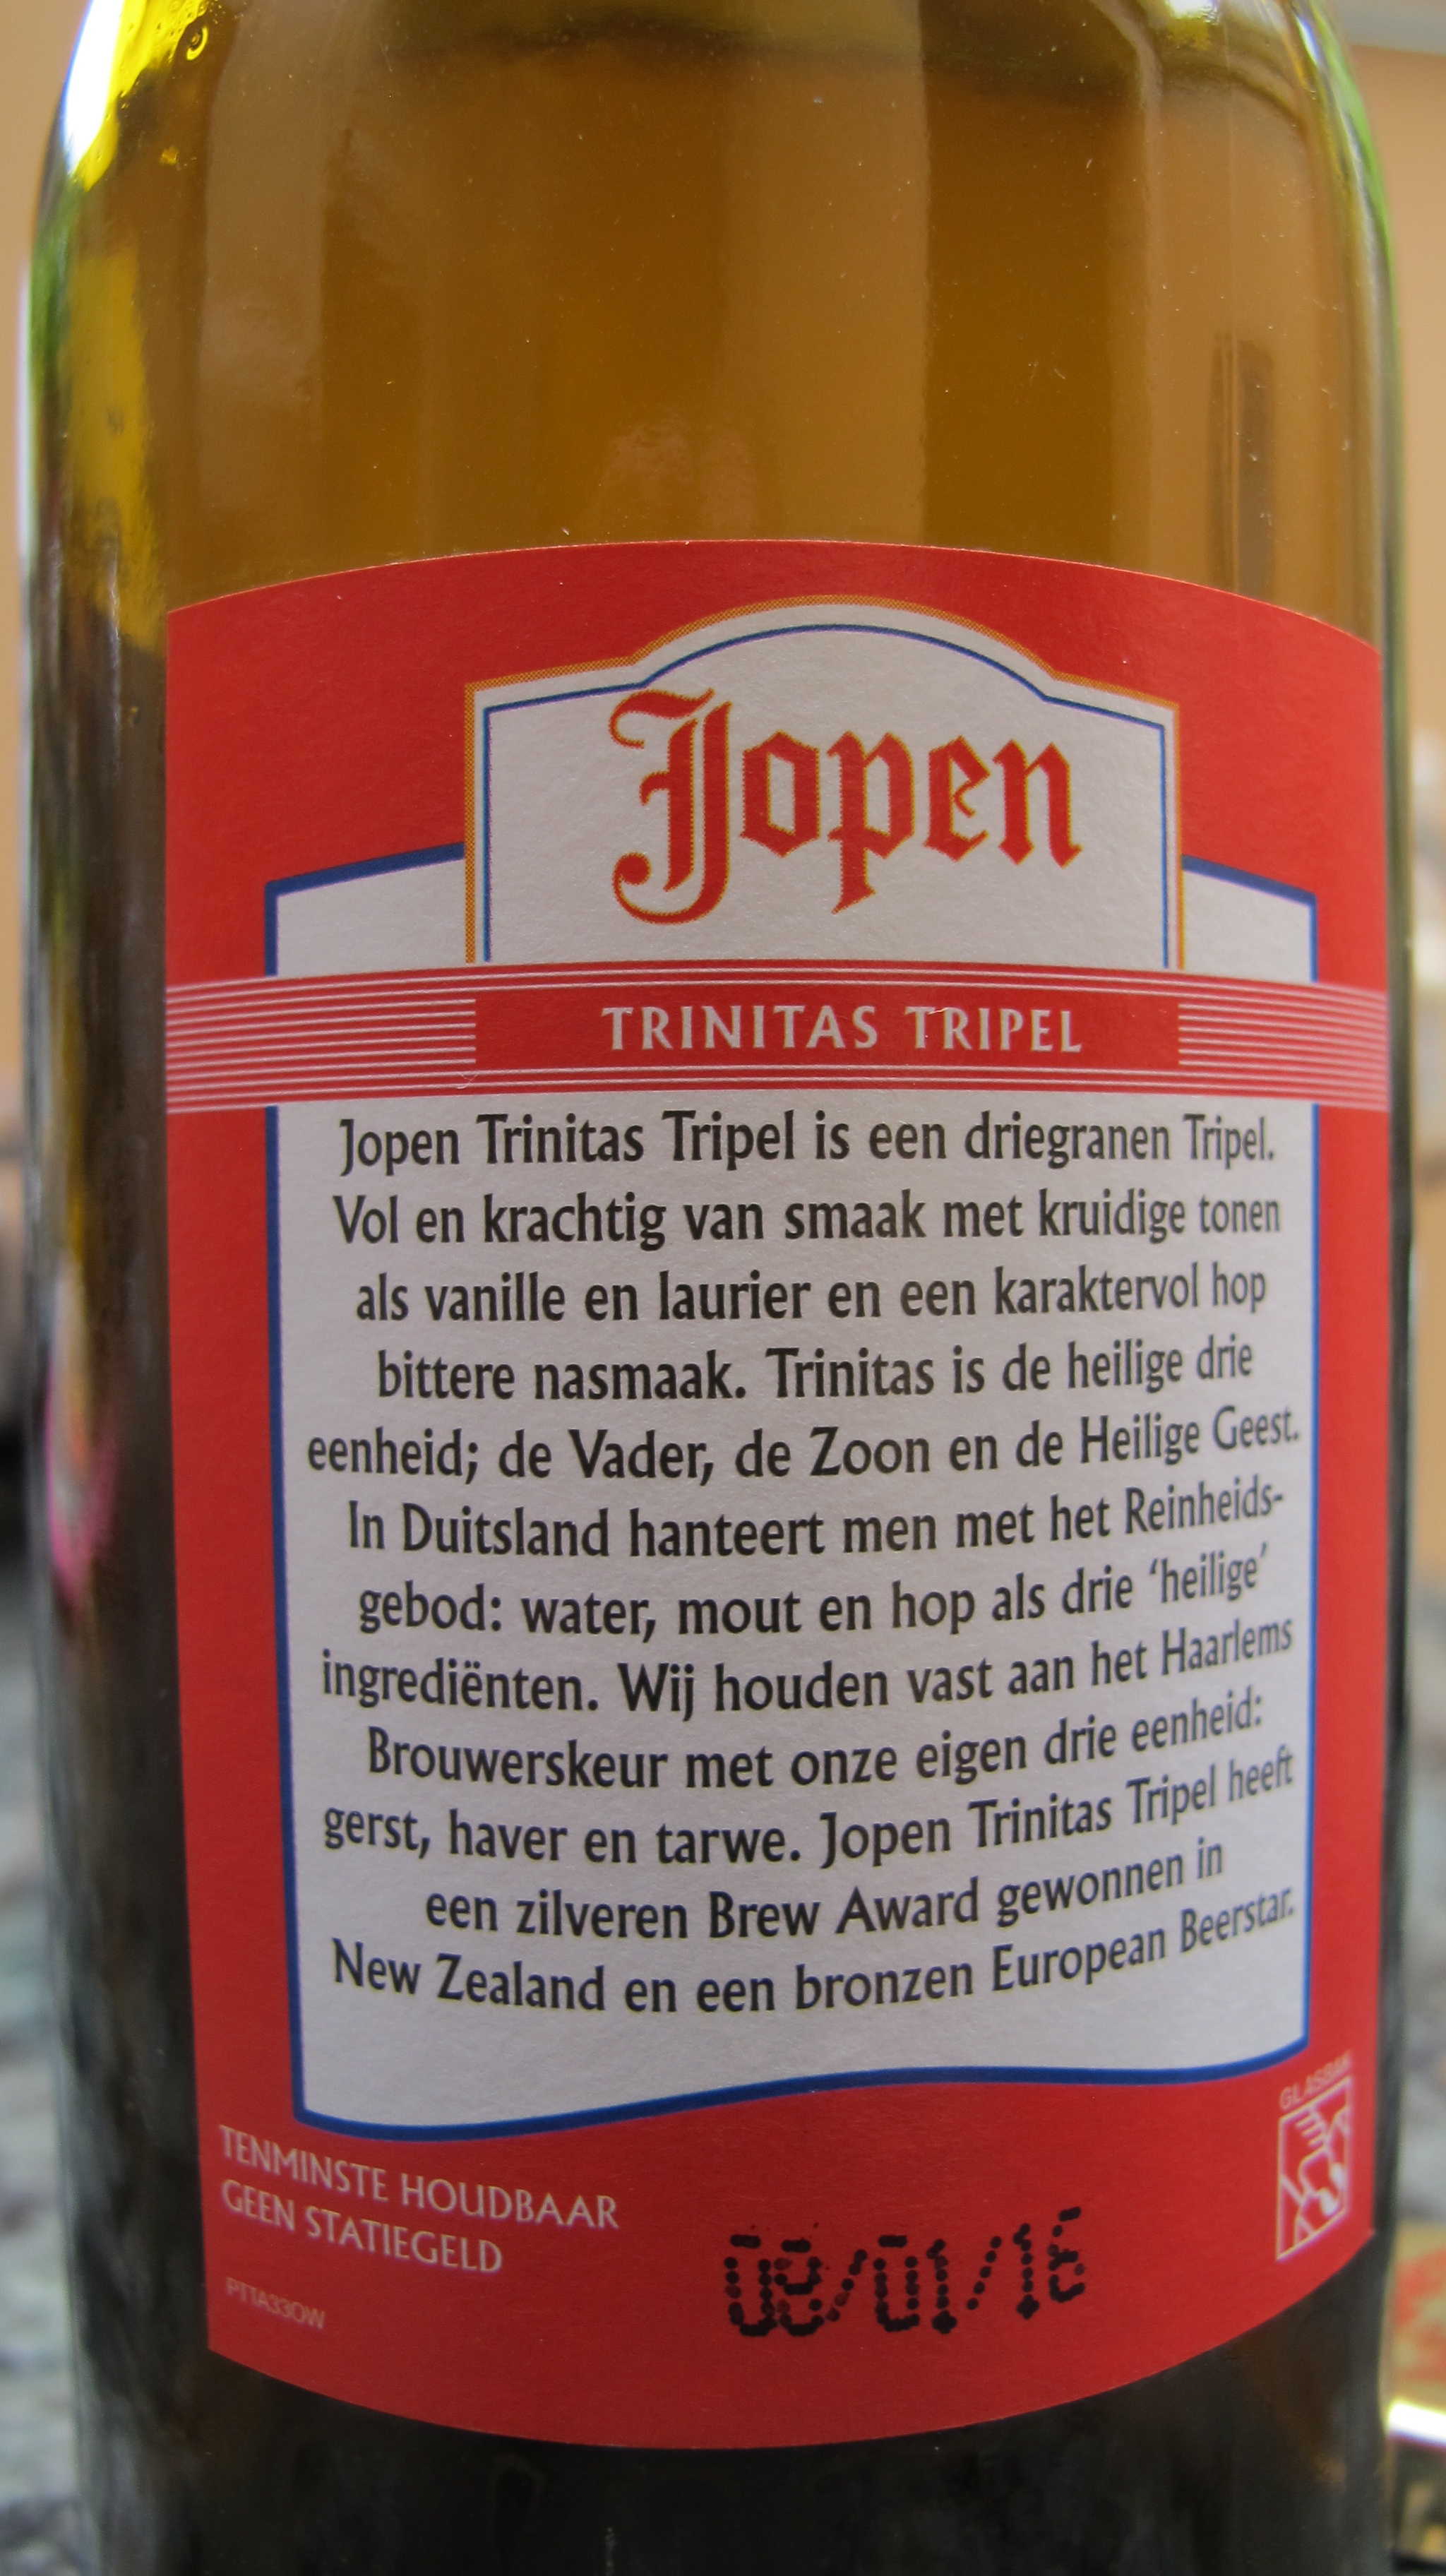 Jopen
TRINITAS TRIPEL
Jopen Trinitas Tripel is een driegranen Tripel.
Vol en krachtig van smaak met kruidige tonen
als vanille en laurier en een karaktervol hop
bittere nasmaak. Trinitas is de heilige drie
eenheid; de Vader, de Zoon en de Heilige Geest.
In Duitsland hanteert men met het Reinheids-
gebod: water, mout en hop als drie ‘heilige’
ingrediënten. Wij houden vast aan het Haarlems
Brouwerskeur met onze eigen drie eenheid:
gerst, haver en tarwe. Jopen Trinitas Tripel heeft
een zilveren Brew Award gewonnen in
New Zealand en een bronzen European Beerstar.
GLASBAK
TENMINSTE HOUDBAAR
GEEN STATIEGELD
09/01/16
PTTA33OW